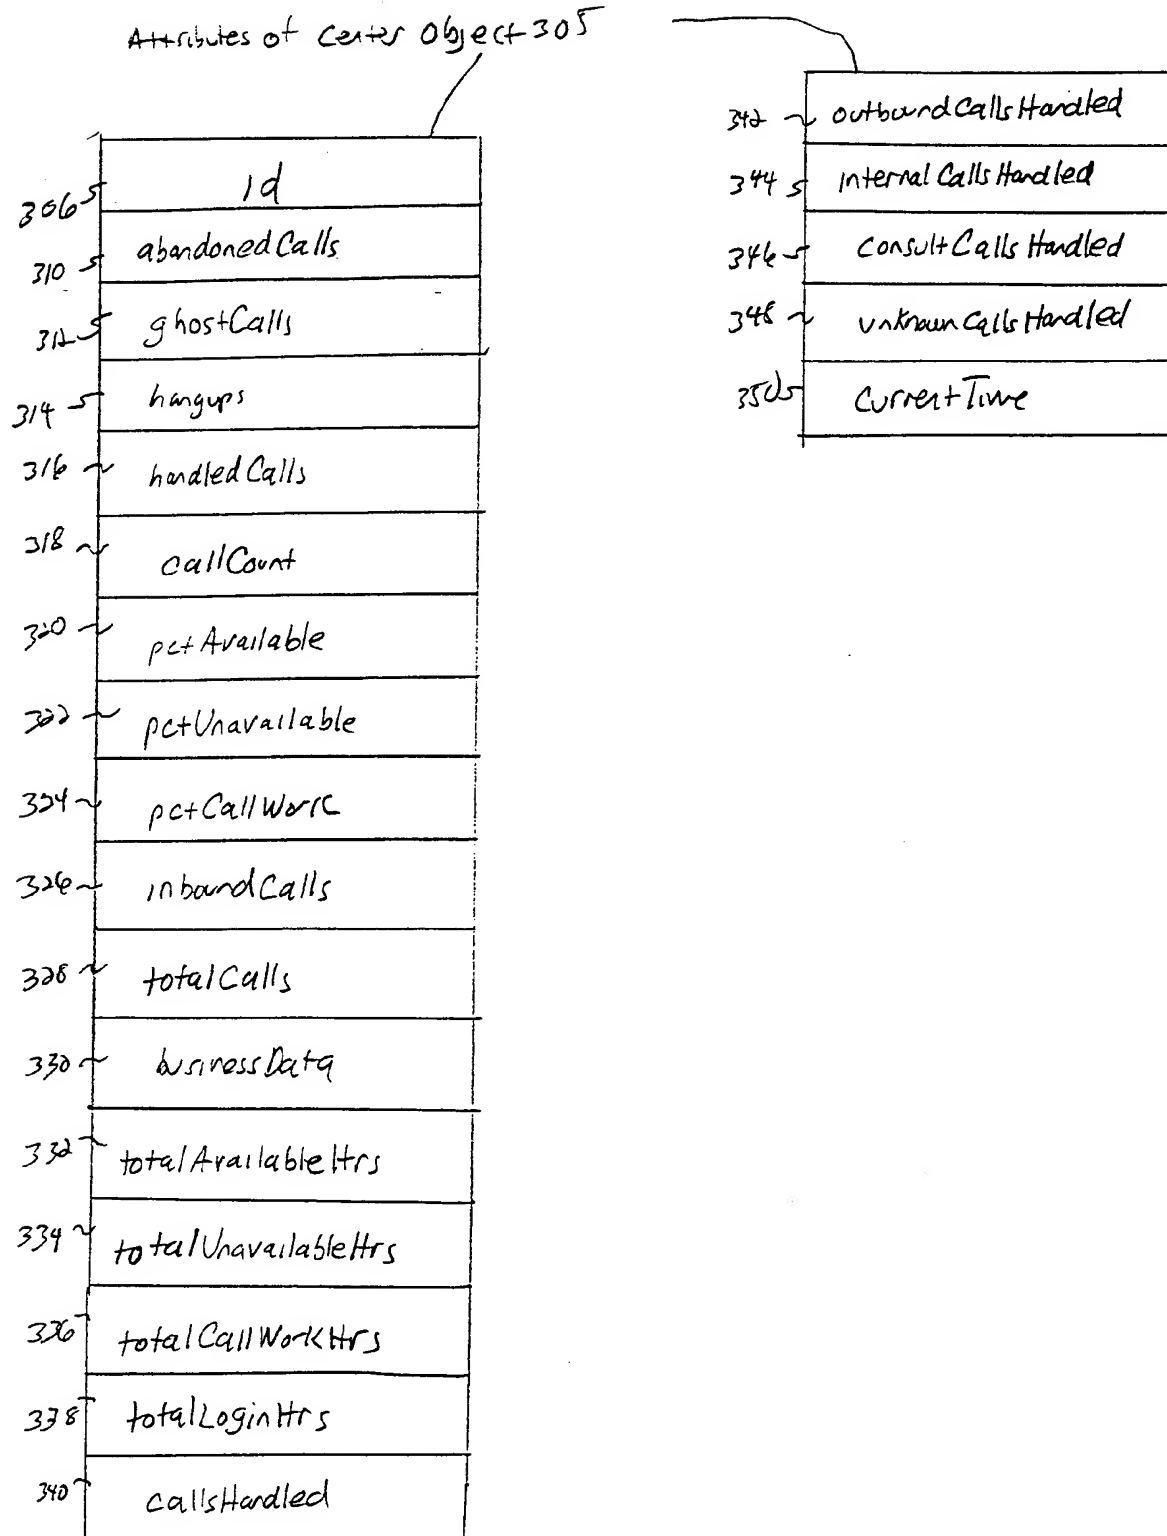 Attributes of Center Object 305
306 id
310 abandonedCalls
312 ghostCalls
314 hangups
316 handledCalls
318 callCount
320 pctAvailable
322 pctUnavailable
324 pctCallWork
326 inboundCalls
328 totalCalls
330 businessData
332 totalAvailableHrs
334 totalUnavailableHrs
336 totalCallWorkHrs
338 totalLoginHrs
340 callsHandled
342 outboundCallsHandled
344 internalCallsHandled
346 consultCallsHandled
348 unknownCallsHandled
350 currentTime